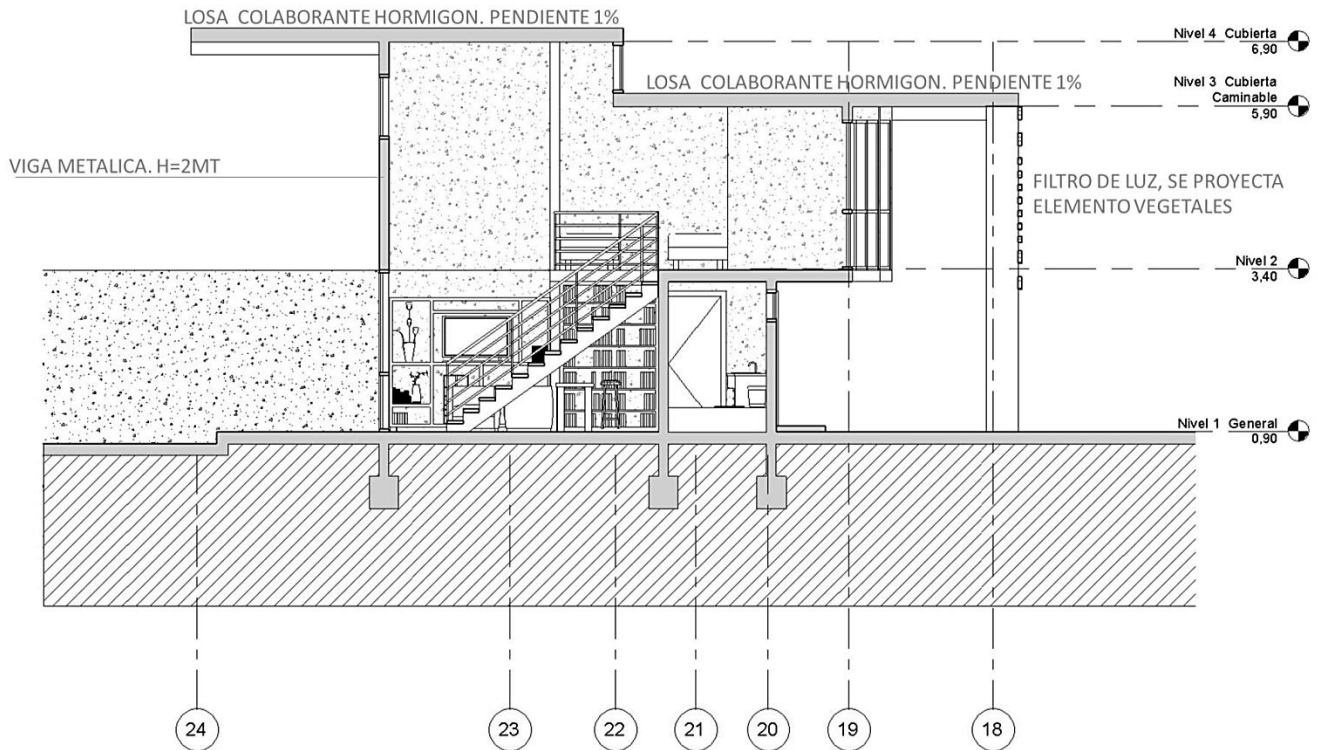 LOSA COLABORANTE HORMIGON. PENDIENTE 1%
Nivel 4 Cubierta
6,90
LOSA COLABORANTE HORMIGON. PENDIENTE 1%
Nivel 3 Cubierta
Caminable
5,90
VIGA METALICA. H=2MT
FILTRO DE LUZ, SE PROYECTA
ELEMENTO VEGETALES
Nivel 2
3,40
Nivel 1 General
0,90
24
23
22
21
20
19
18